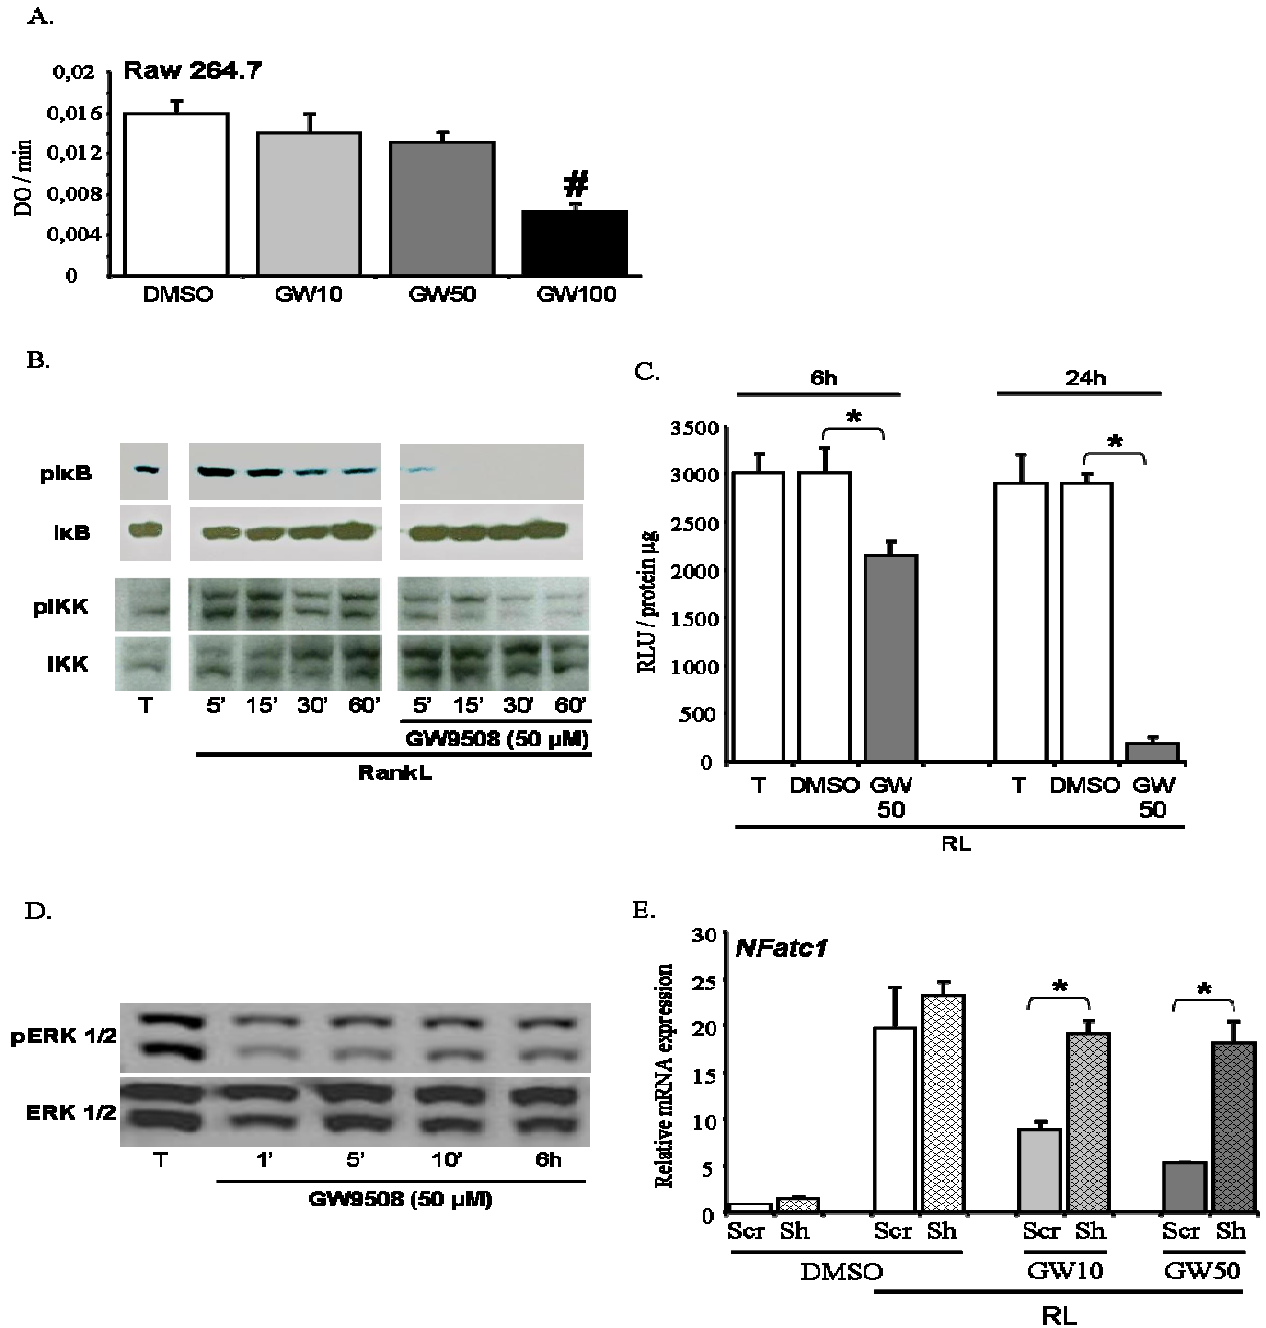 A.
Raw 264.7
0,02
0,016
0,012
0,008
0,004
0
DO / min
#
DMSO GW10 GW50 GW100
B.
pIκB
IκB
pIKK
IKK
T 5’ 15’ 30’ 60’ 5’ 15’ 30’ 60’
GW9508 (50 µM)
RankL
C.
6h 24h
* *
3500
3000
2500
2000
1500
1000
500
0
RLU / protein µg
T DMSO GW 50 T DMSO GW 50
RL
D.
pERK 1/2
ERK 1/2
T 1’ 5’ 10’ 6h
GW9508 (50 µM)
E.
NFatc1
30
25
20
15
10
5
0
Relative mRNA expression
* *
Scr Sh Scr Sh Scr Sh Scr Sh
DMSO GW10 GW50
RL